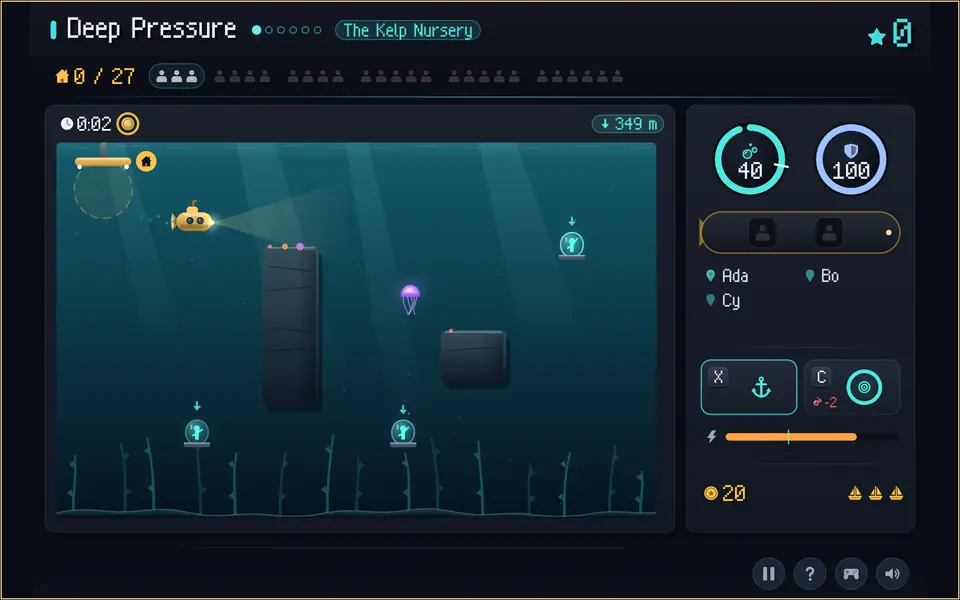 Deep Pressure
The Kelp Nursery
0
0 / 27
0:02
349 m
40
100
Ada
Bo
Cy
X
C
-2
20
?